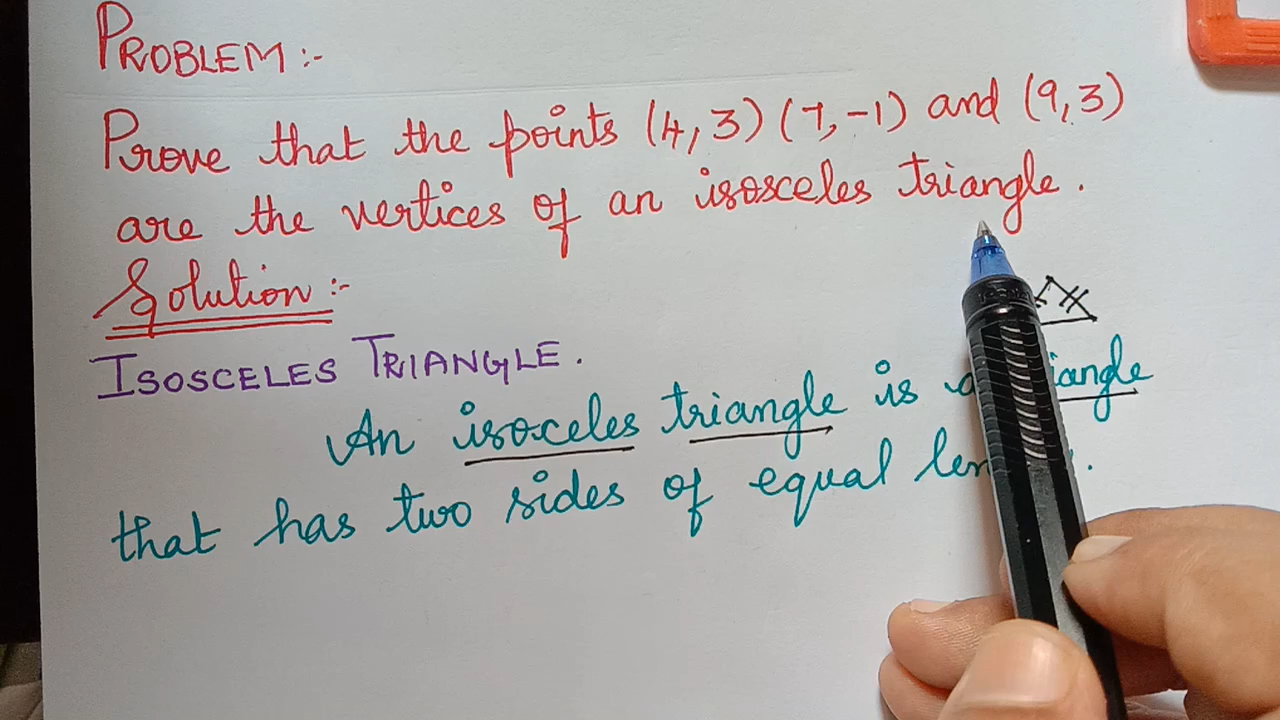 PROBLEM :-
Prove that the points (4, 3) (7, -1) and (9, 3)
are the vertices of an isosceles triangle.
Solution :-
ISOSCELES TRIANGLE.
An isoceles triangle is a
that has two sides of equal